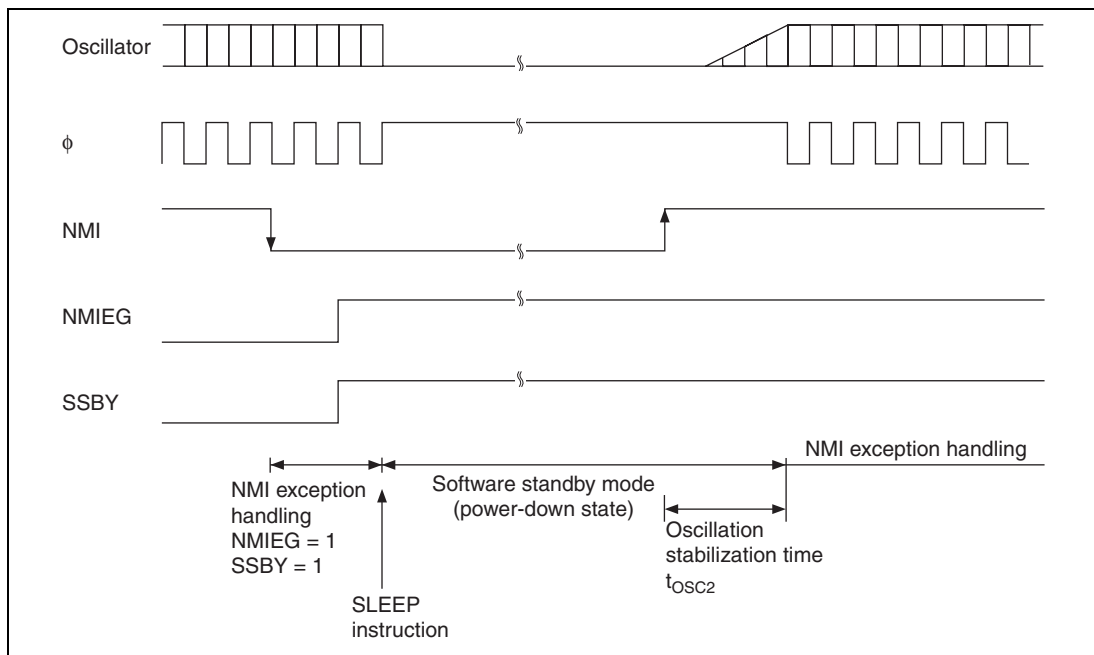 Oscillator
ϕ
NMI
NMIEG
SSBY
NMI exception handling
NMI exception
handling
NMIEG = 1
SSBY = 1
Software standby mode
(power-down state)
Oscillation
stabilization time
tOSC2
SLEEP
instruction